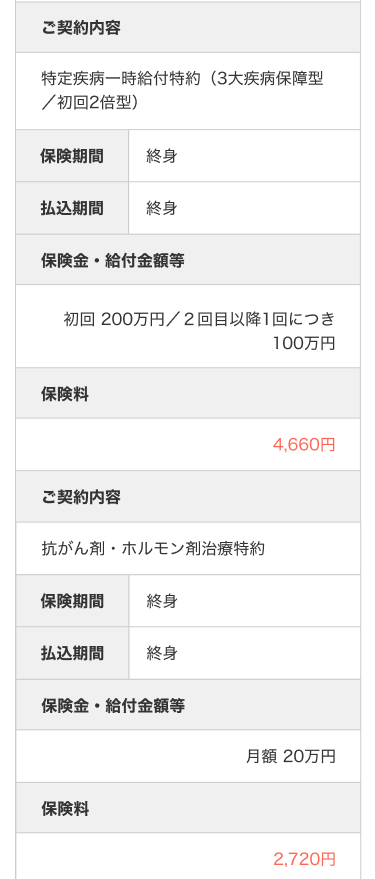 ご契約内容
特定疾病一時給付特約（3大疾病保障型
／初回2倍型）
保険期間 終身
払込期間 終身
保険金・給付金額等
初回 200万円／２回目以降1回につき
100万円
保険料
4,660円
ご契約内容
抗がん剤・ホルモン剤治療特約
保険期間 終身
払込期間 終身
保険金・給付金額等
月額 20万円
保険料
2,720円